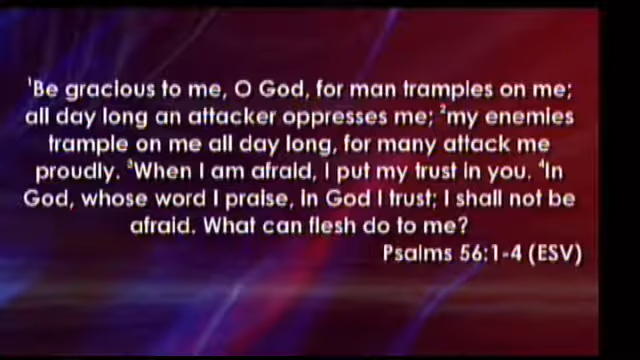 ¹Be gracious to me, O God, for man tramples on me;
all day long an attacker oppresses me; ²my enemies
trample on me all day long, for many attack me
proudly. ³When I am afraid, I put my trust in you. ⁴In
God, whose word I praise, in God I trust; I shall not be
afraid. What can flesh do to me?
Psalms 56:1-4 (ESV)